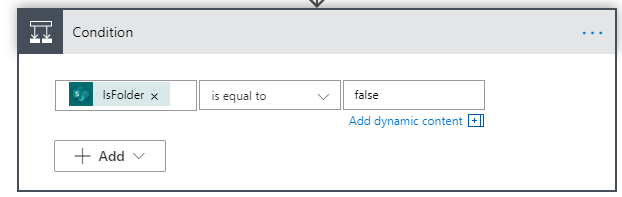 Condition
IsFolder × is equal to false
Add dynamic content
Add